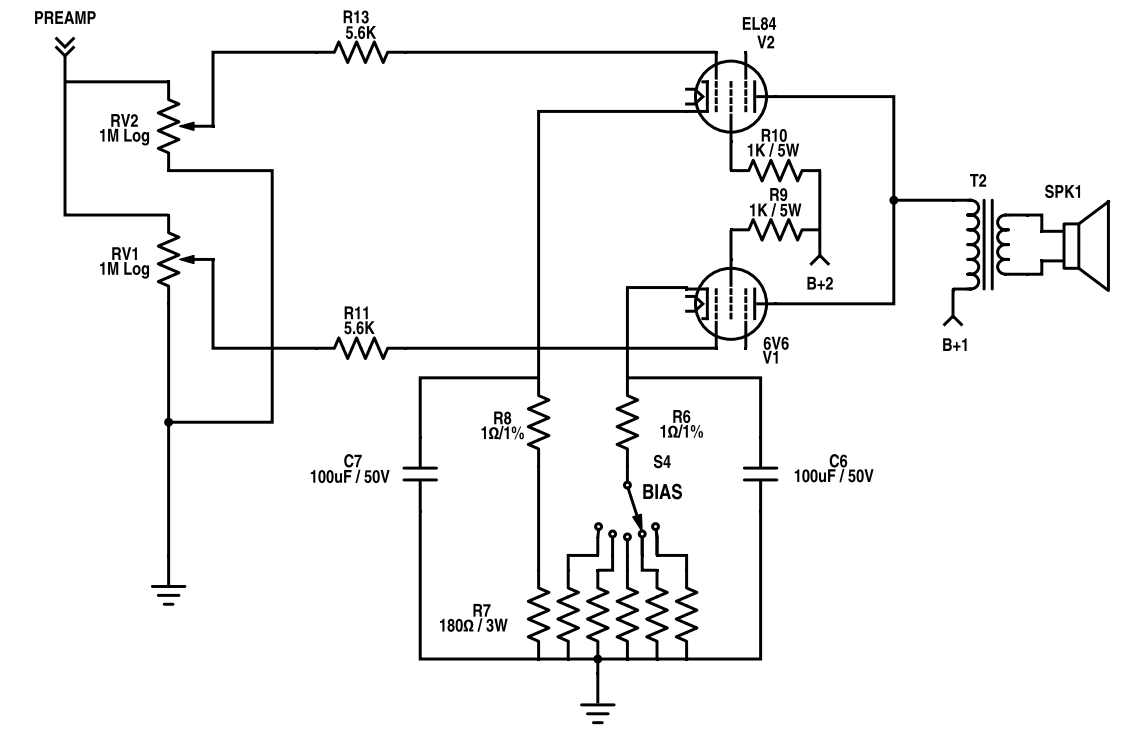 PREAMP
R13
5.6K
EL84
V2
RV2
1M Log
R10
1K / 5W
R9
1K / 5W
T2
SPK1
RV1
1M Log
B+2
R11
5.6K
6V6
V1
B+1
R8
1Ω/1%
R6
1Ω/1%
C7
100uF / 50V
S4
BIAS
C6
100uF / 50V
R7
180Ω / 3W